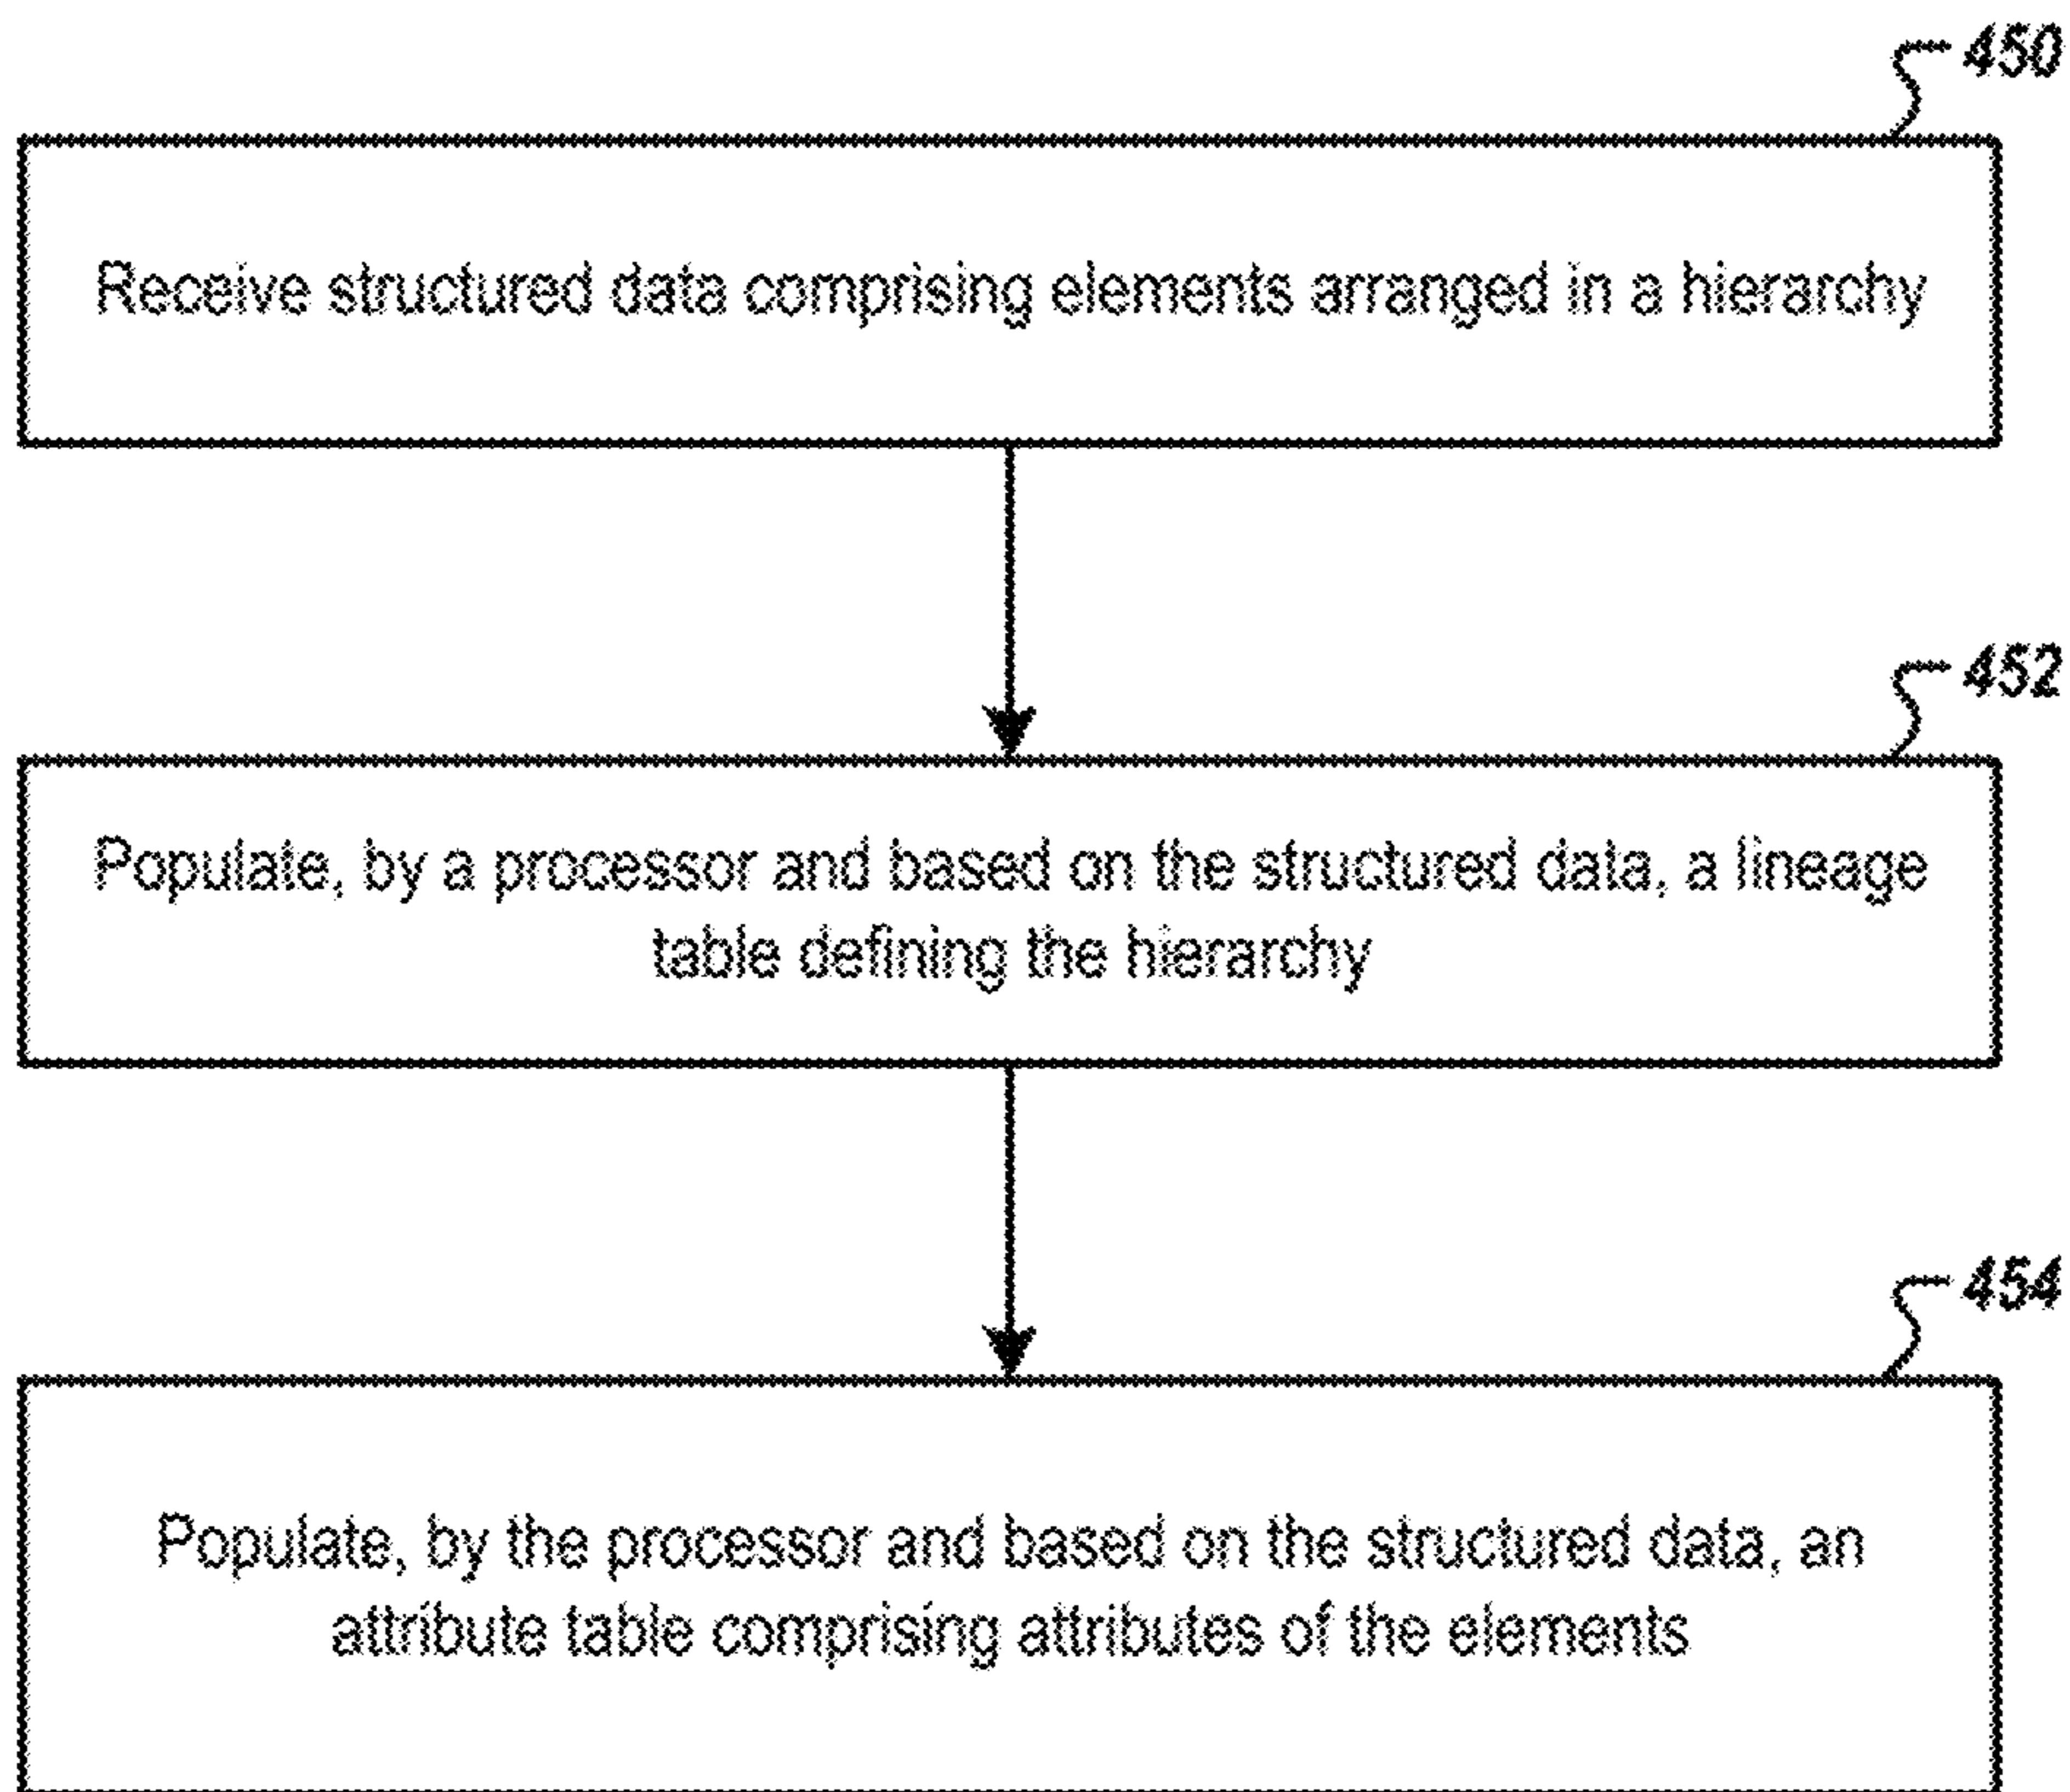 450
Receive structured data comprising elements arranged in a hierarchy
452
Populate, by a processor and based on the structured data, a lineage
table defining the hierarchy
454
Populate, by the processor and based on the structured data, an
attribute table comprising attributes of the elements